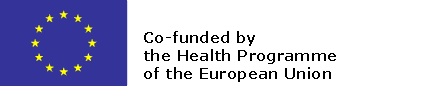 Co-funded by
the Health Programme
of the European Union